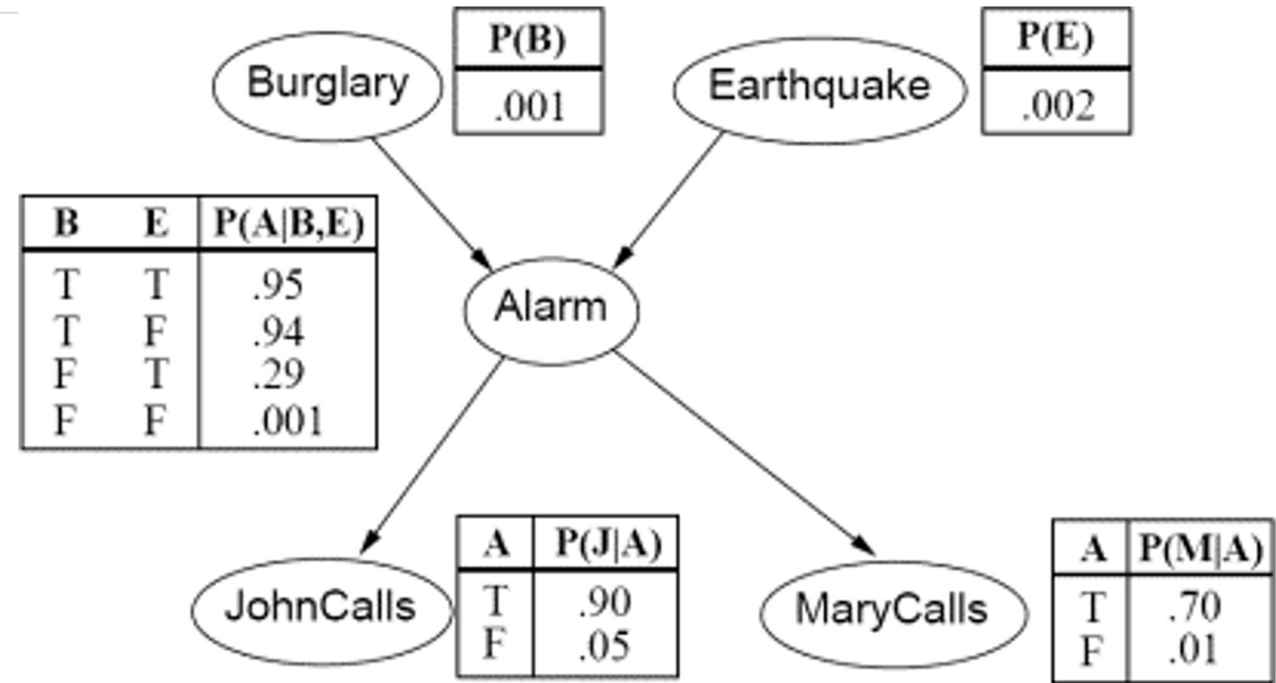 Burglary
P(B)
.001
Earthquake
P(E)
.002
B E P(A|B,E)
T T .95
T F .94
F T .29
F F .001
Alarm
JohnCalls
A P(J|A)
T .90
F .05
MaryCalls
A P(M|A)
T .70
F .01